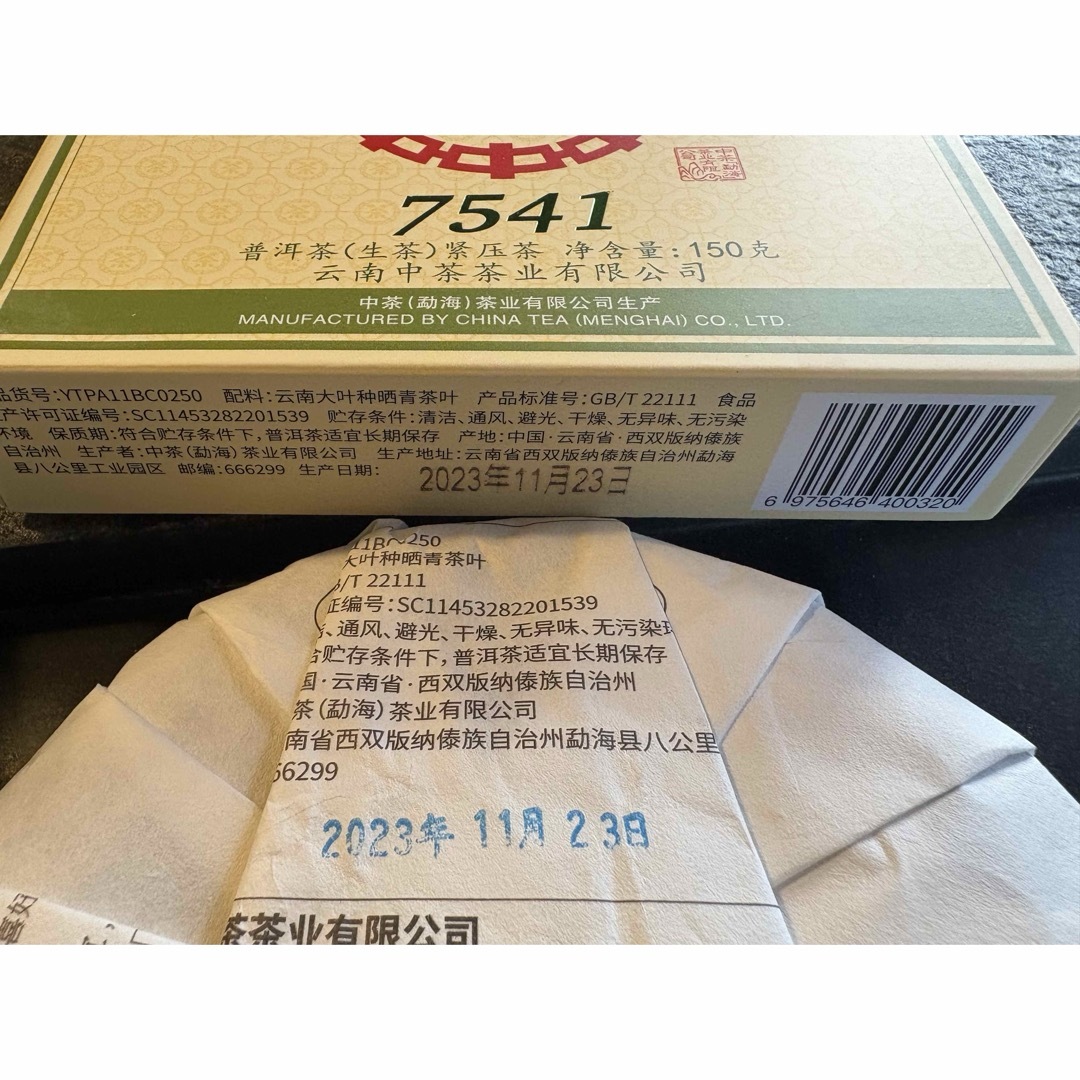 中
7541
普洱茶(生茶)紧压茶 净含量:150克
云南中茶茶业有限公司
中茶(勐海)茶业有限公司生产
MANUFACTURED BY CHINA TEA (MENGHAI) CO., LTD.
品货号:YTPA11BC0250 配料:云南大叶种晒青茶叶 产品标准号:GB/T 22111 食品
产许可证编号:SC11453282201539 贮存条件:清洁、通风、避光、干燥、无异味、无污染
环境 保质期:符合贮存条件下,普洱茶适宜长期保存 产地:中国·云南省·西双版纳傣族
自治州 生产者:中茶(勐海)茶业有限公司 生产地址:云南省西双版纳傣族自治州勐海
县八公里工业园区 邮编:666299 生产日期:
2023年11月23日
6 975646 400320
11BC0250
大叶种晒青茶叶
/T 22111
证编号:SC11453282201539
、通风、避光、干燥、无异味、无污染环
合贮存条件下,普洱茶适宜长期保存
国·云南省·西双版纳傣族自治州
茶(勐海)茶业有限公司
南省西双版纳傣族自治州勐海县八公里
66299
2023年11月23日
茶茶业有限公司